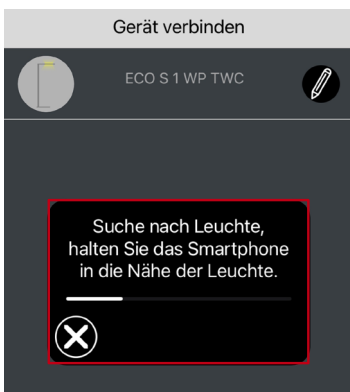 Gerät verbinden
ECO S 1 WP TWC
Suche nach Leuchte,
halten Sie das Smartphone
in die Nähe der Leuchte.